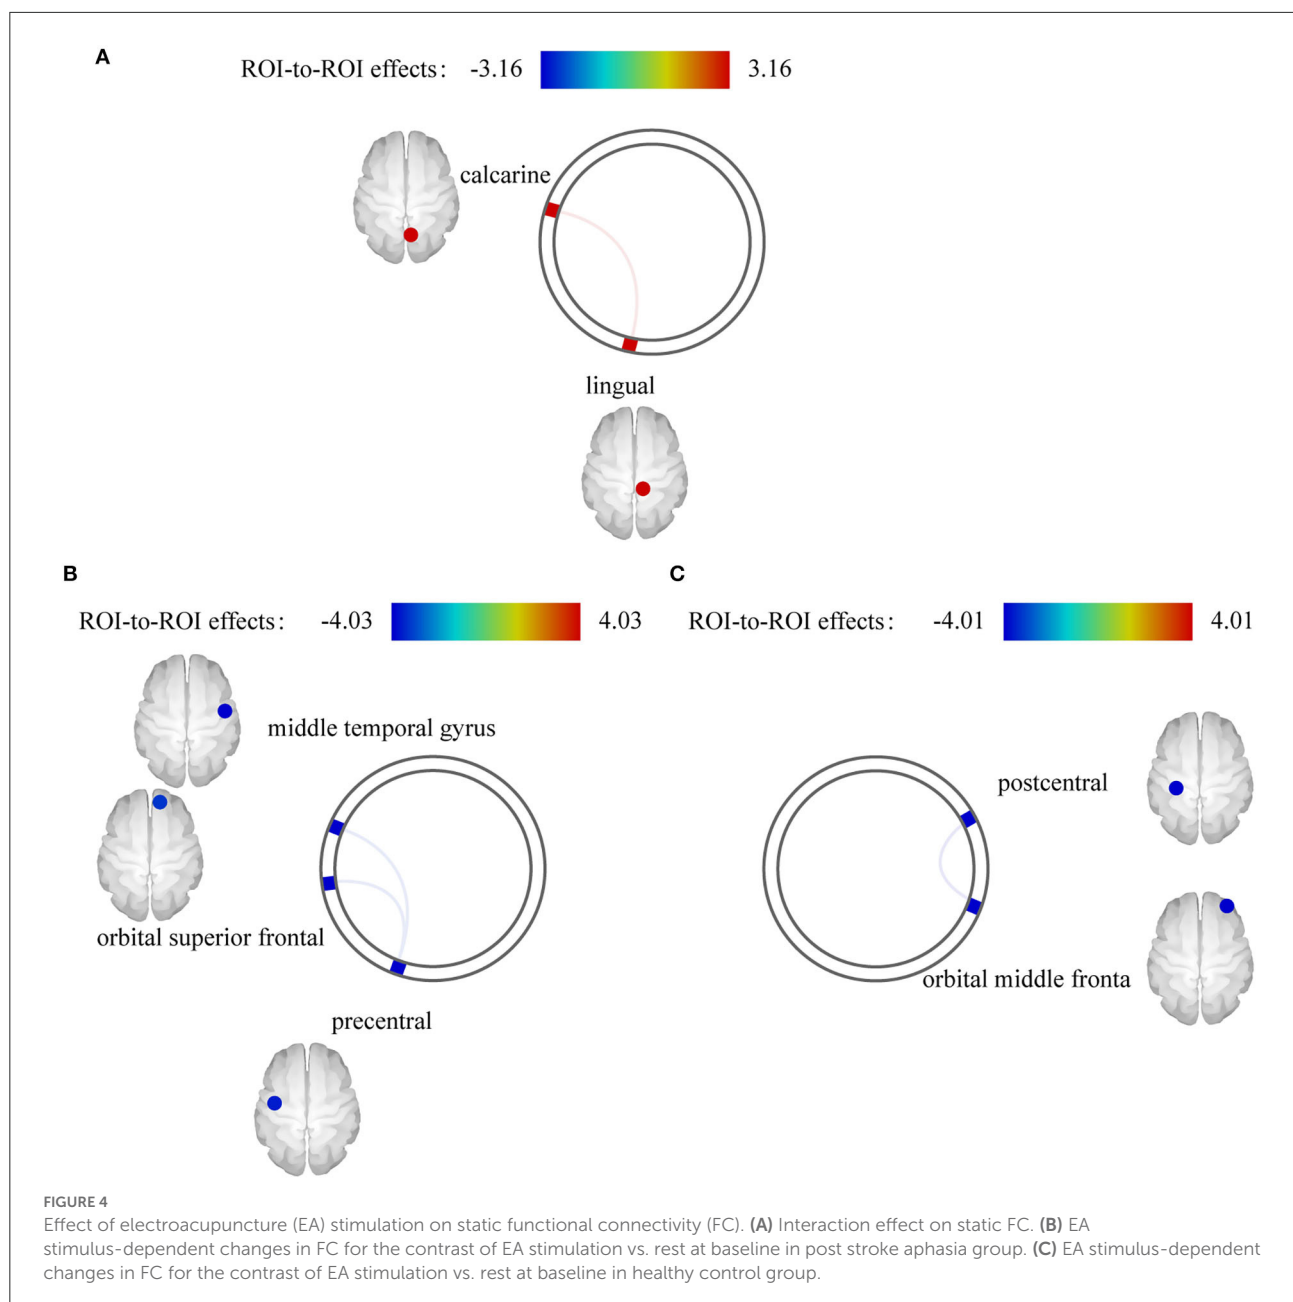 A
ROI-to-ROI effects: -3.16 3.16
calcarine
lingual
B
ROI-to-ROI effects: -4.03 4.03
middle temporal gyrus
orbital superior frontal
precentral
C
ROI-to-ROI effects: -4.01 4.01
postcentral
orbital middle fronta
FIGURE 4
Effect of electroacupuncture (EA) stimulation on static functional connectivity (FC). (A) Interaction effect on static FC. (B) EA
stimulus-dependent changes in FC for the contrast of EA stimulation vs. rest at baseline in post stroke aphasia group. (C) EA stimulus-dependent
changes in FC for the contrast of EA stimulation vs. rest at baseline in healthy control group.